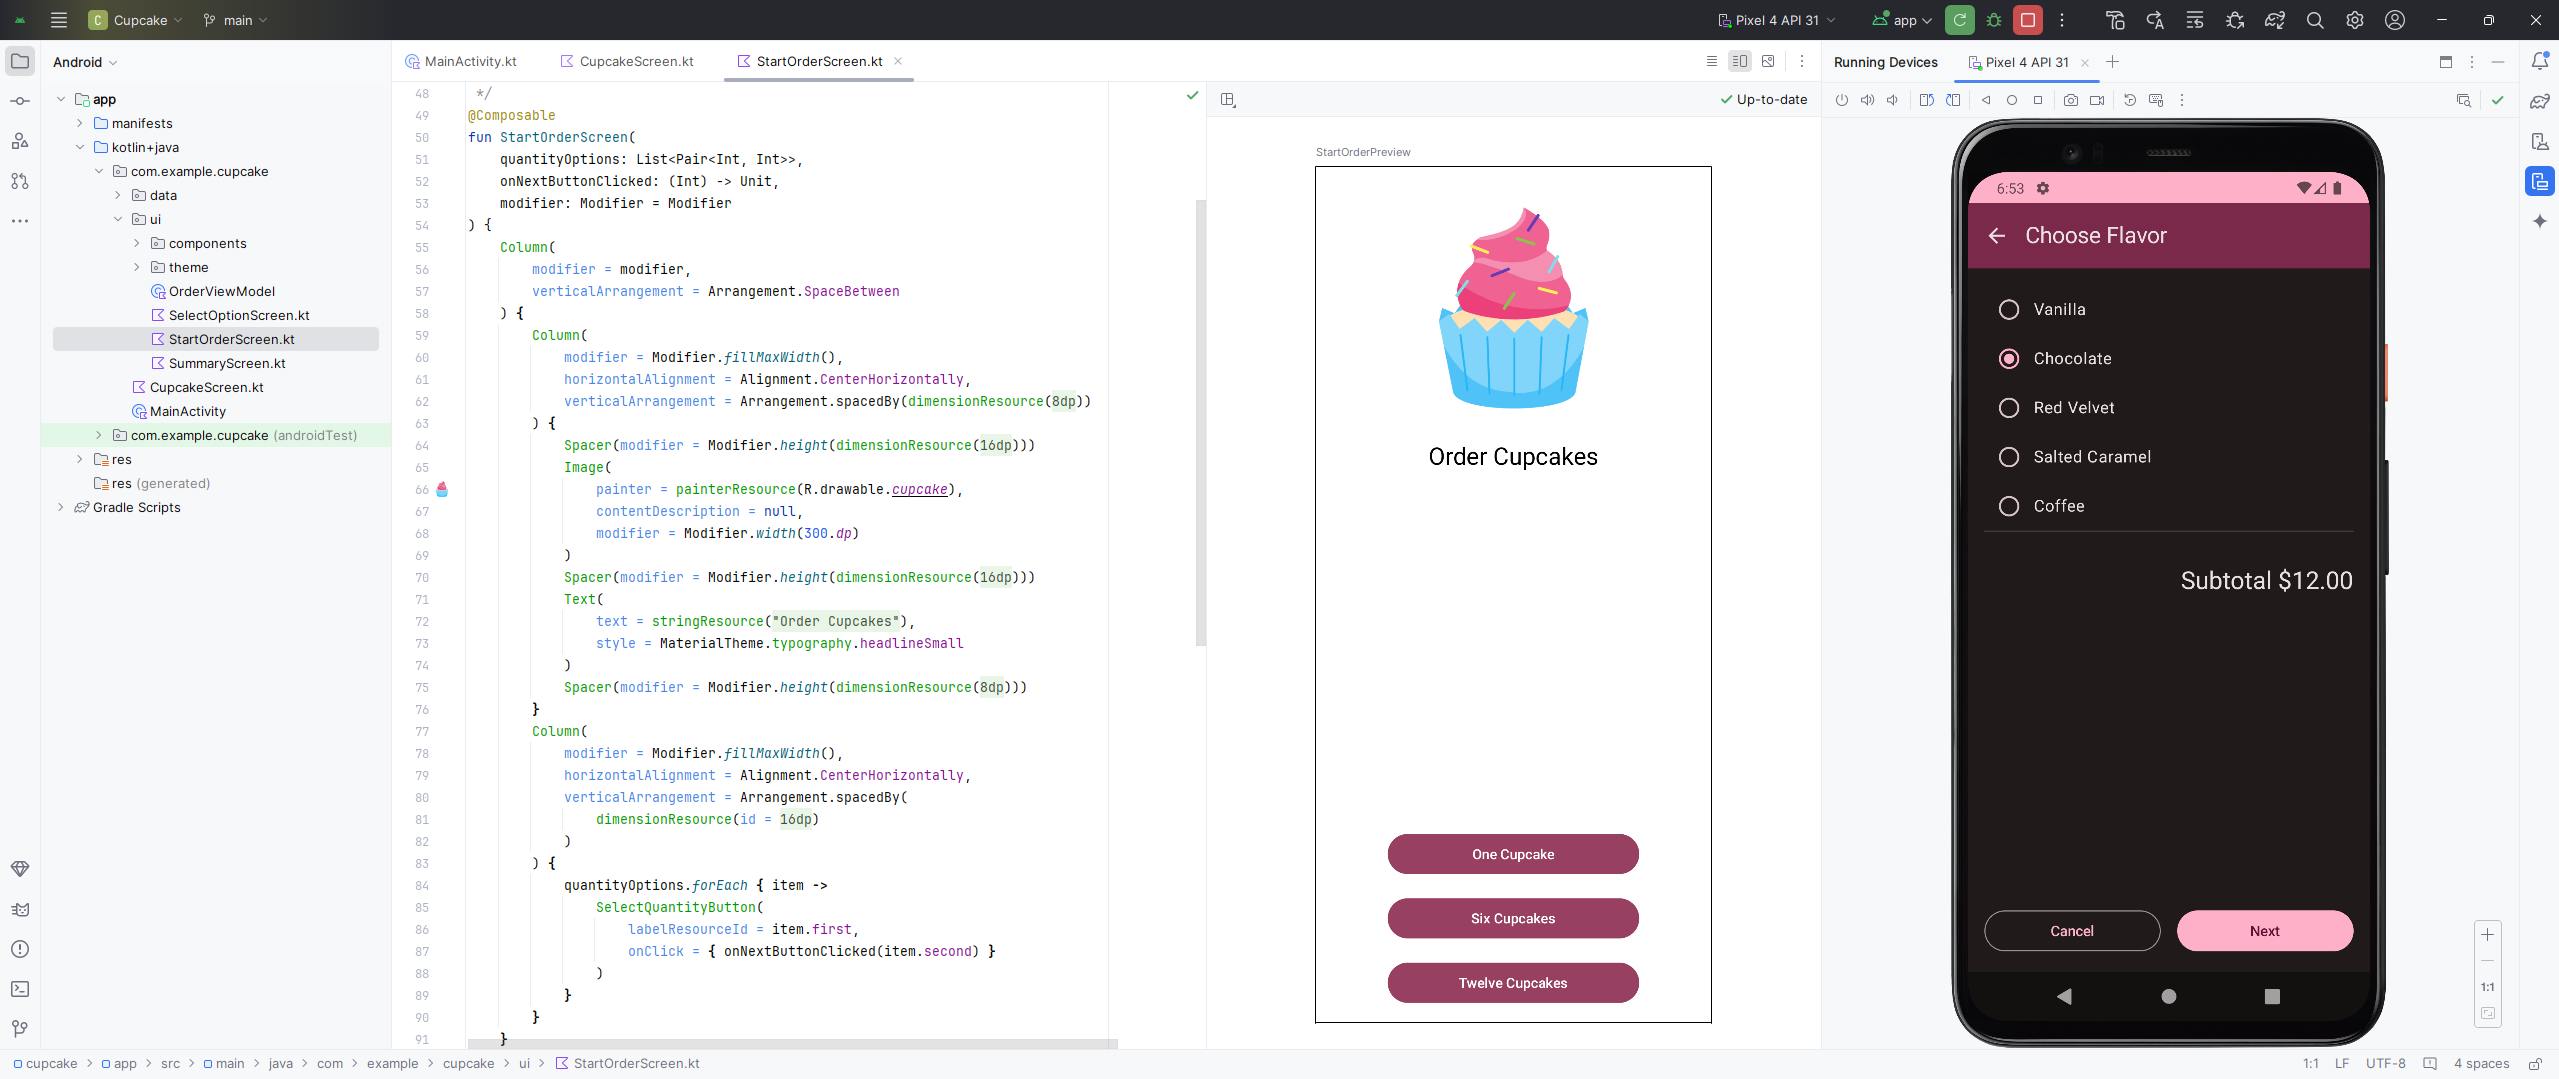 C Cupcake main Pixel 4 API 31 app
Android
app
manifests
kotlin+java
com.example.cupcake
data
ui
components
theme
OrderViewModel
SelectOptionScreen.kt
StartOrderScreen.kt
SummaryScreen.kt
CupcakeScreen.kt
MainActivity
com.example.cupcake (androidTest)
res
res (generated)
Gradle Scripts
MainActivity.kt CupcakeScreen.kt StartOrderScreen.kt
48 */
49 @Composable
50 fun StartOrderScreen(
51 quantityOptions: List<Pair<Int, Int>>,
52 onNextButtonClicked: (Int) -> Unit,
53 modifier: Modifier = Modifier
54 ) {
55 Column(
56 modifier = modifier,
57 verticalArrangement = Arrangement.SpaceBetween
58 ) {
59 Column(
60 modifier = Modifier.fillMaxWidth(),
61 horizontalAlignment = Alignment.CenterHorizontally,
62 verticalArrangement = Arrangement.spacedBy(dimensionResource(8dp))
63 ) {
64 Spacer(modifier = Modifier.height(dimensionResource(16dp)))
65 Image(
66 painter = painterResource(R.drawable.cupcake),
67 contentDescription = null,
68 modifier = Modifier.width(300.dp)
69 )
70 Spacer(modifier = Modifier.height(dimensionResource(16dp)))
71 Text(
72 text = stringResource("Order Cupcakes"),
73 style = MaterialTheme.typography.headlineSmall
74 )
75 Spacer(modifier = Modifier.height(dimensionResource(8dp)))
76 }
77 Column(
78 modifier = Modifier.fillMaxWidth(),
79 horizontalAlignment = Alignment.CenterHorizontally,
80 verticalArrangement = Arrangement.spacedBy(
81 dimensionResource(id = 16dp)
82 )
83 ) {
84 quantityOptions.forEach { item ->
85 SelectQuantityButton(
86 labelResourceId = item.first,
87 onClick = { onNextButtonClicked(item.second) }
88 )
89 }
90 }
91 }
Up-to-date
StartOrderPreview
Order Cupcakes
One Cupcake
Six Cupcakes
Twelve Cupcakes
Running Devices Pixel 4 API 31
6:53
Choose Flavor
Vanilla
Chocolate
Red Velvet
Salted Caramel
Coffee
Subtotal $12.00
Cancel Next
1:1
cupcake > app > src > main > java > com > example > cupcake > ui > StartOrderScreen.kt
1:1 LF UTF-8 4 spaces